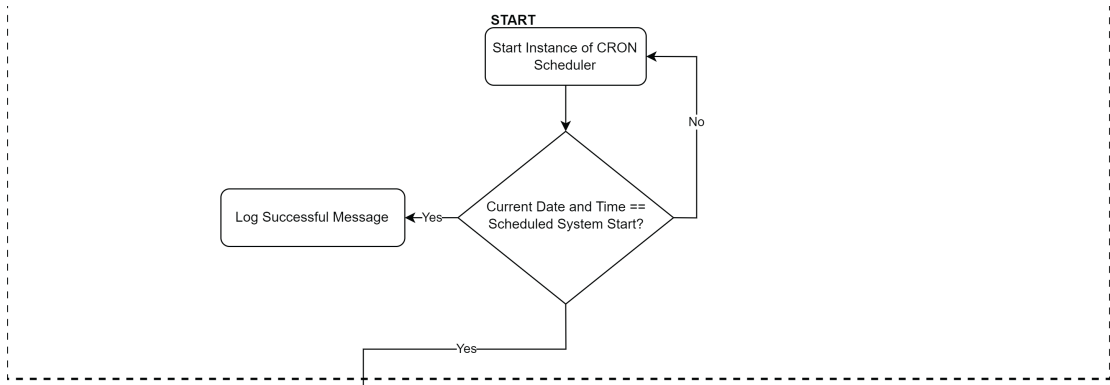 START
Start Instance of CRON
Scheduler
No
Current Date and Time ==
Scheduled System Start?
Yes
Log Successful Message
Yes